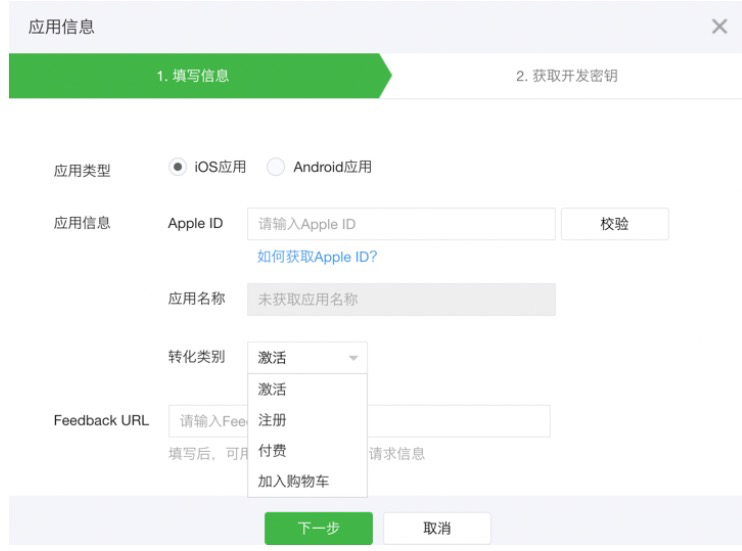 应用信息
1. 填写信息 2. 获取开发密钥
应用类型 iOS应用 Android应用
应用信息 Apple ID 请输入Apple ID 校验
如何获取Apple ID?
应用名称 未获取应用名称
转化类别 激活
激活
Feedback URL 请输入Fee 注册
付费
填写后，可用 请求信息
加入购物车
下一步 取消